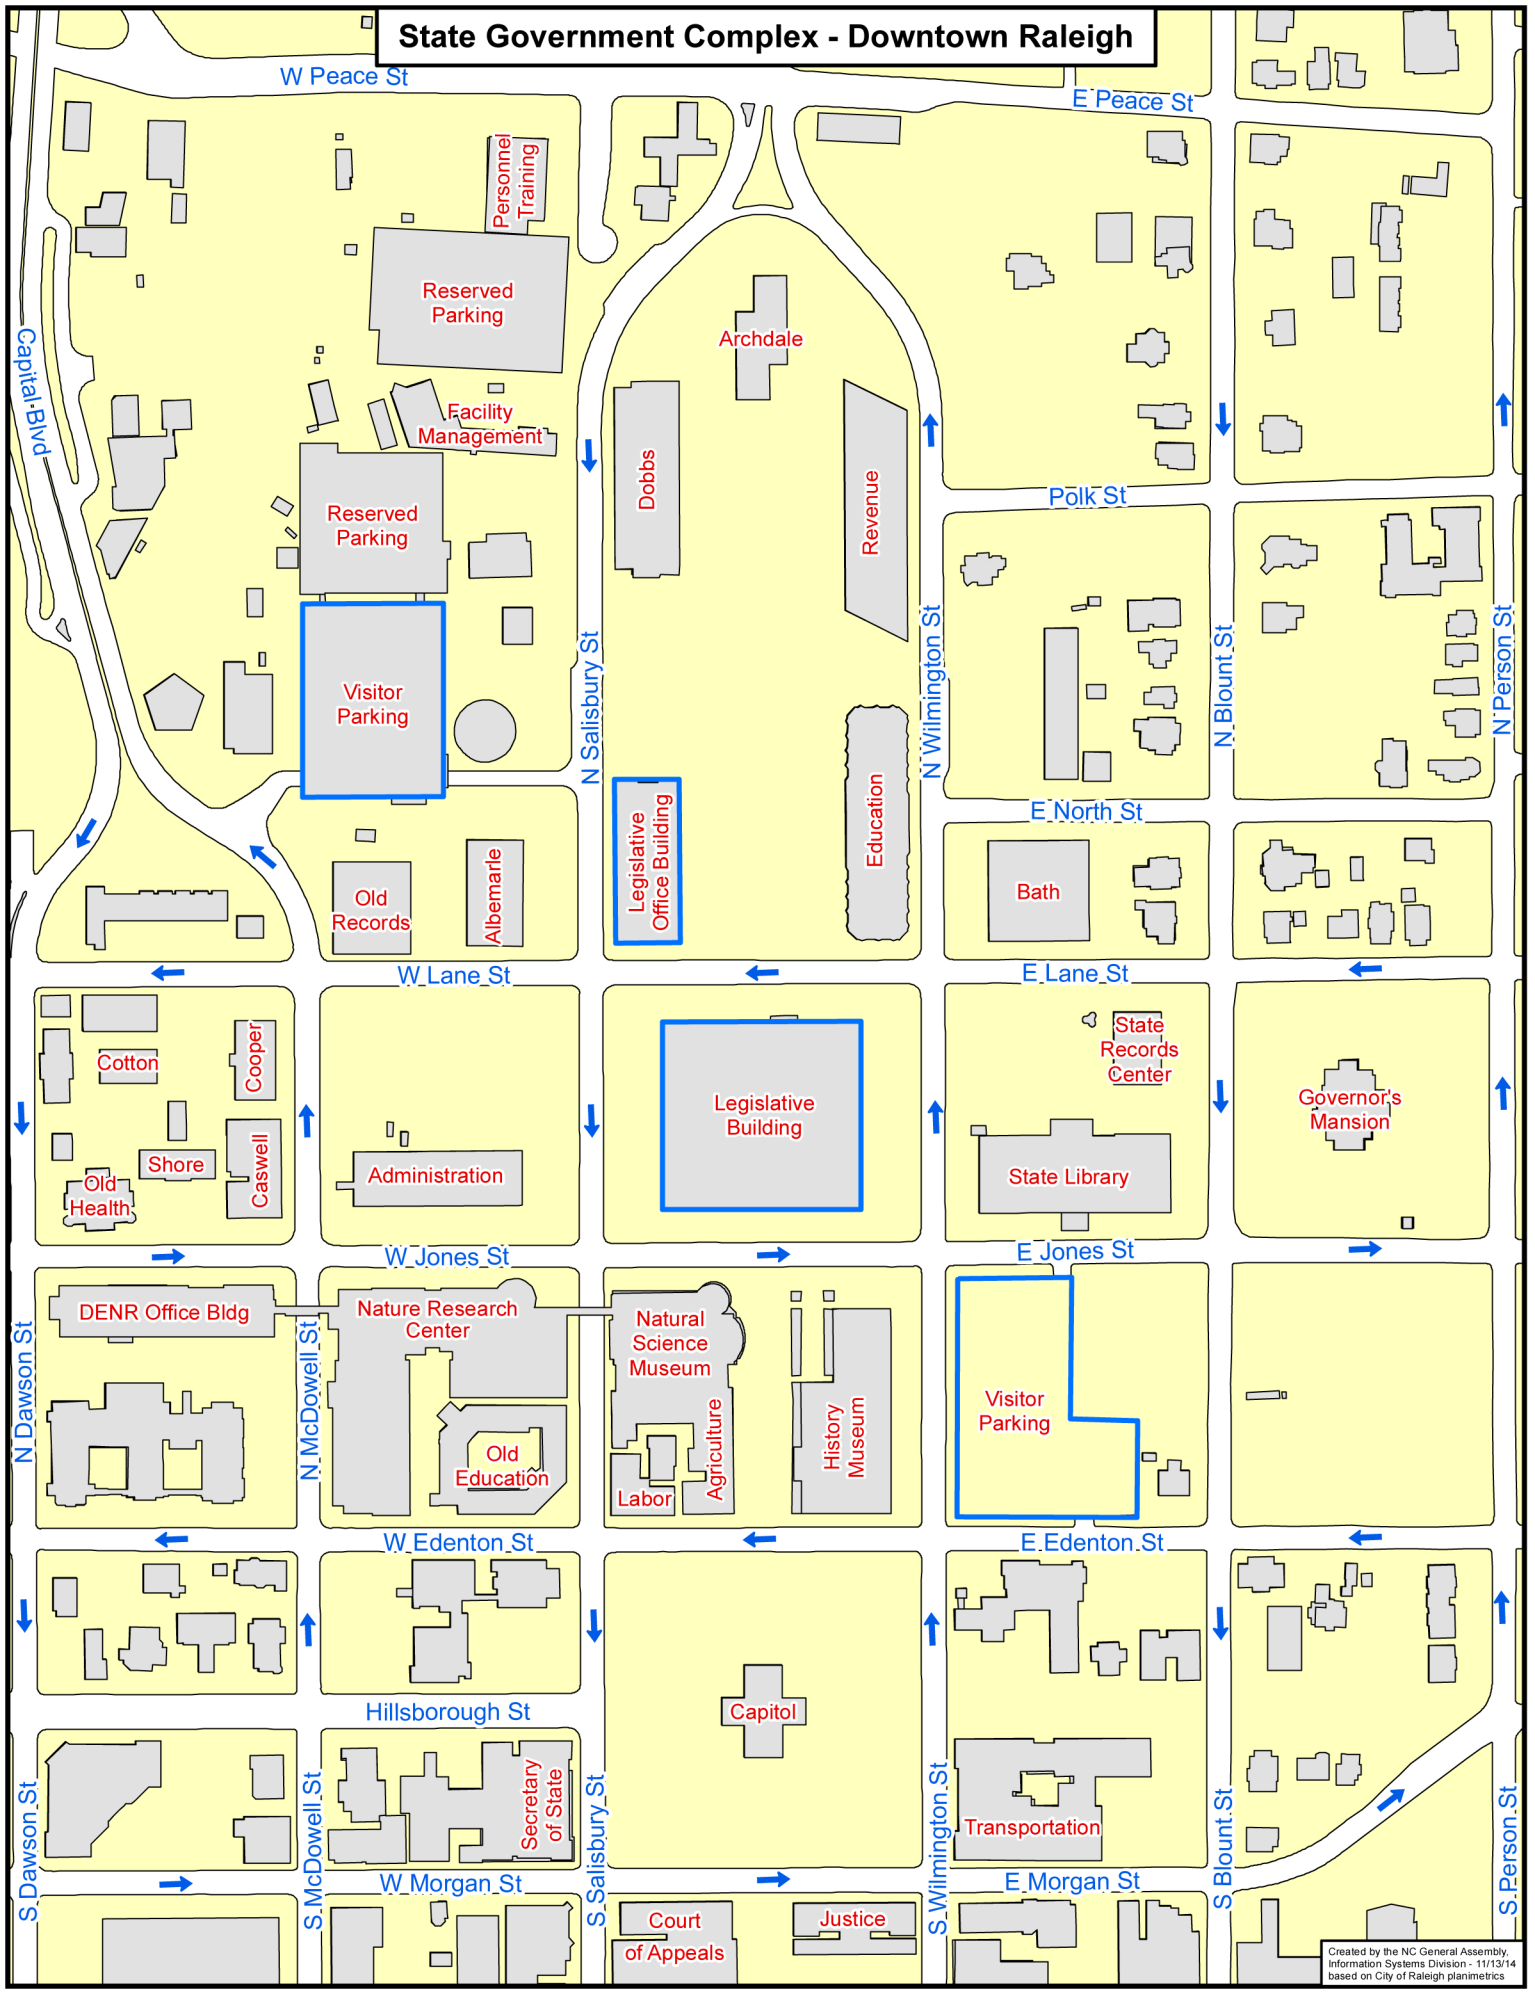 State Government Complex - Downtown Raleigh
W Peace St
E Peace St
Personnel
Training
Reserved
Parking
Archdale
Capital Blvd
Facility
Management
Dobbs
Revenue
Polk St
Reserved
Parking
Visitor
Parking
N Salisbury St
N Wilmington St
N Blount St
N Person St
Legislative
Office Building
Education
E North St
Old
Records
Albemarle
Bath
W Lane St
E Lane St
Cotton
Cooper
State
Records
Center
Legislative
Building
Governor's
Mansion
Shore
Caswell
Old
Health
Administration
State Library
W Jones St
E Jones St
DENR Office Bldg
Nature Research
Center
Natural
Science
Museum
N Dawson St
N McDowell St
Visitor
Parking
Old
Education
Agriculture
History
Museum
Labor
W Edenton St
E Edenton St
Hillsborough St
Capitol
Secretary
of State
Transportation
S Dawson St
S McDowell St
S Salisbury St
S Wilmington St
S Blount St
S Person St
W Morgan St
E Morgan St
Court
of Appeals
Justice
Created by the NC General Assembly,
Information Systems Division - 11/13/14
based on City of Raleigh planimetrics